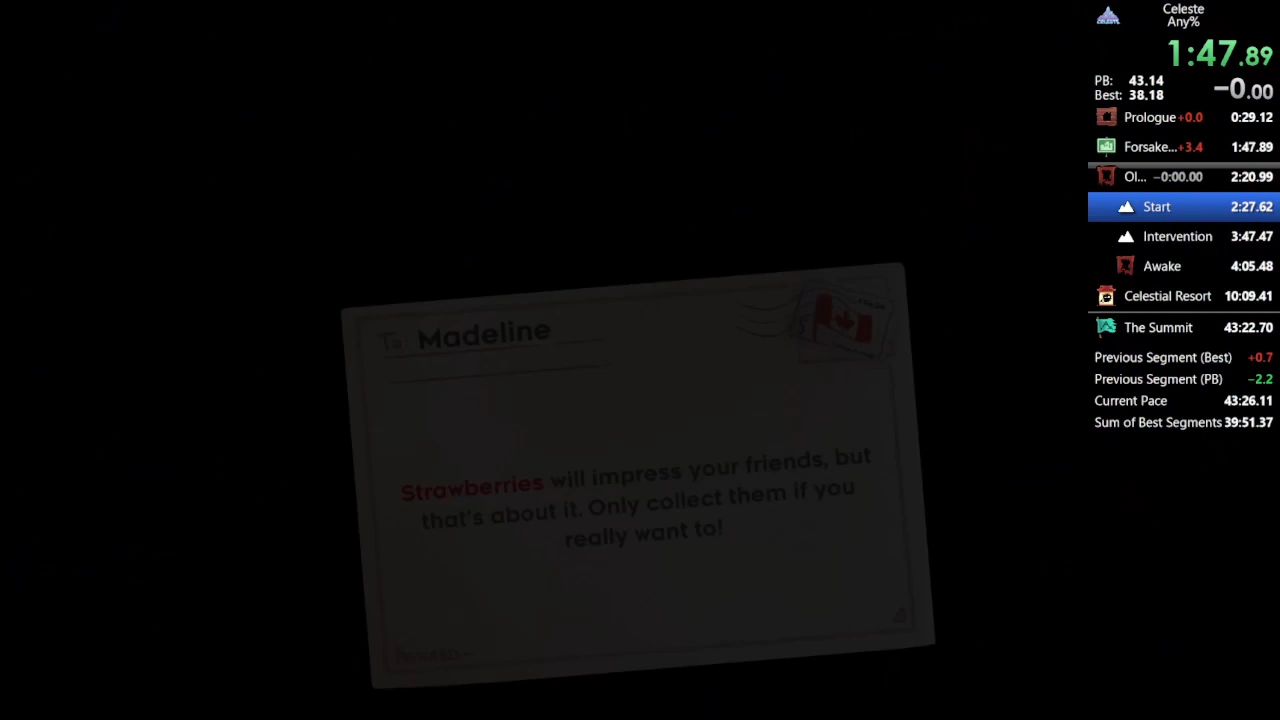 Celeste
Any%
1:47.89
PB: 43.14
Best: 38.18
−0.00
Prologue +0.0 0:29.12
Forsake... +3.4 1:47.89
Ol... −0:00.00 2:20.99
Start 2:27.62
Intervention 3:47.47
Awake 4:05.48
Celestial Resort 10:09.41
The Summit 43:22.70
Previous Segment (Best) +0.7
Previous Segment (PB) −2.2
Current Pace 43:26.11
Sum of Best Segments 39:51.37
To: Madeline
Strawberries will impress your friends, but
that's about it. Only collect them if you
really want to!